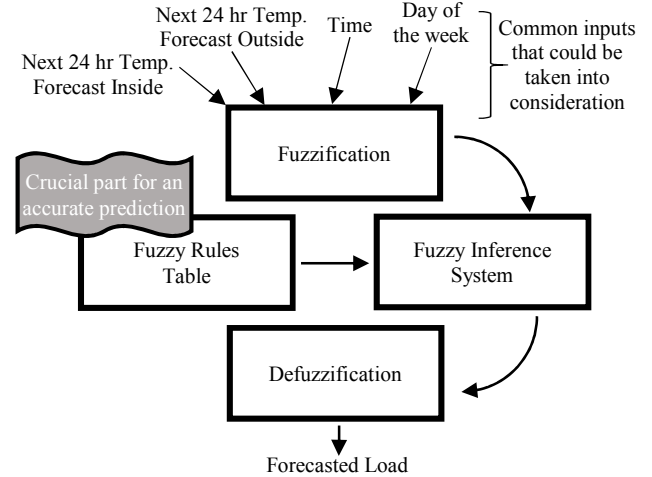 Next 24 hr Temp.
Forecast Inside
Next 24 hr Temp.
Forecast Outside
Time
Day of
the week
Common inputs
that could be
taken into
consideration
Fuzzification
Crucial part for an
accurate prediction
Fuzzy Rules
Table
Fuzzy Inference
System
Defuzzification
Forecasted Load